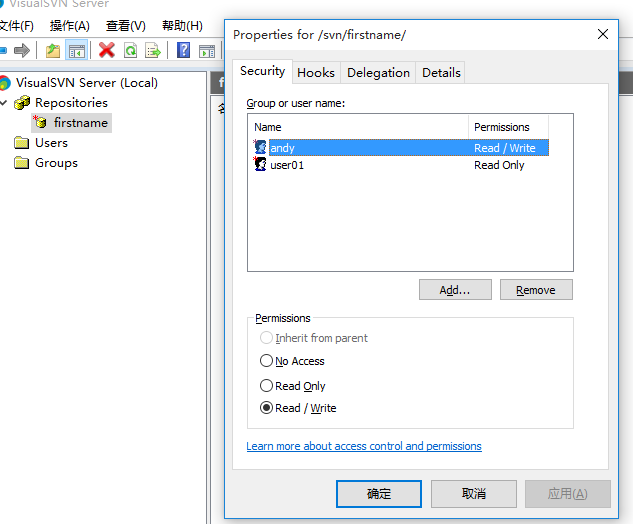 VisualSVN Server
文件(F) 操作(A) 查看(V) 帮助(H)
VisualSVN Server (Local)
Repositories
firstname
Users
Groups
Properties for /svn/firstname/
Security Hooks Delegation Details
Group or user name:
Name Permissions
andy Read / Write
user01 Read Only
Add... Remove
Permissions
Inherit from parent
No Access
Read Only
Read / Write
Learn more about access control and permissions
确定 取消 应用(A)